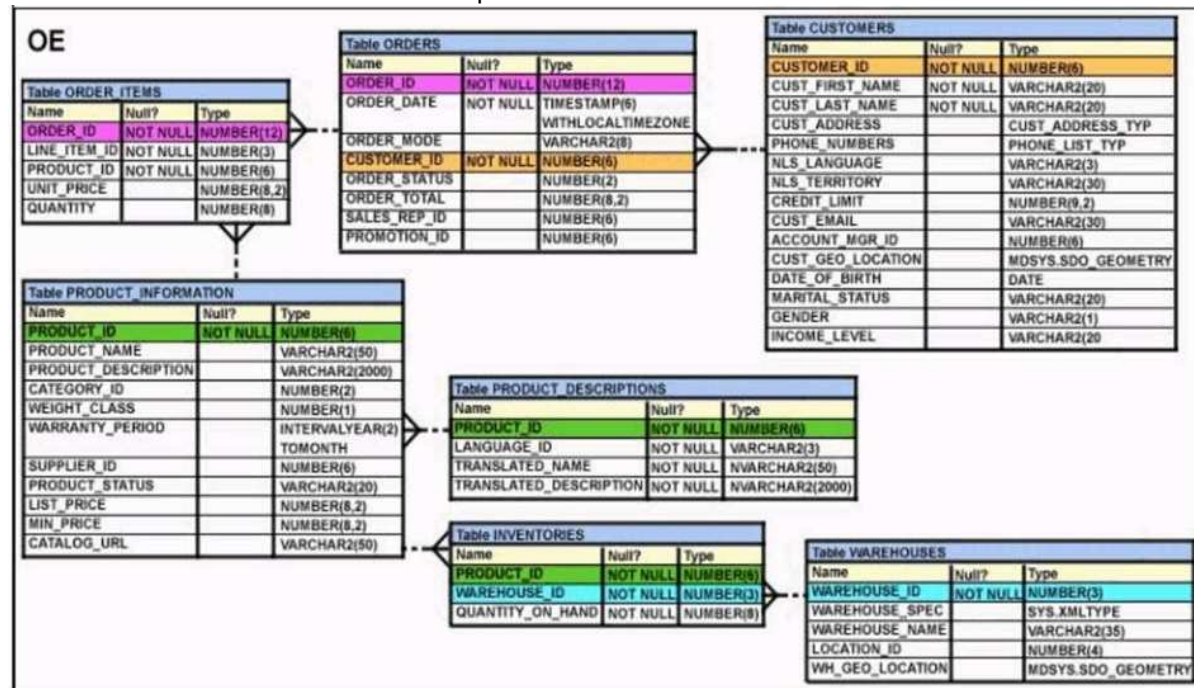 OE
Table ORDER_ITEMS
Name Null? Type
ORDER_ID NOT NULL NUMBER(12)
LINE_ITEM_ID NOT NULL NUMBER(3)
PRODUCT_ID NOT NULL NUMBER(6)
UNIT_PRICE NUMBER(8,2)
QUANTITY NUMBER(8)
Table ORDERS
Name Null? Type
ORDER_ID NOT NULL NUMBER(12)
ORDER_DATE NOT NULL TIMESTAMP(6)
WITHLOCALTIMEZONE
ORDER_MODE VARCHAR2(8)
CUSTOMER_ID NOT NULL NUMBER(6)
ORDER_STATUS NUMBER(2)
ORDER_TOTAL NUMBER(8,2)
SALES_REP_ID NUMBER(6)
PROMOTION_ID NUMBER(6)
Table CUSTOMERS
Name Null? Type
CUSTOMER_ID NOT NULL NUMBER(6)
CUST_FIRST_NAME NOT NULL VARCHAR2(20)
CUST_LAST_NAME NOT NULL VARCHAR2(20)
CUST_ADDRESS CUST_ADDRESS_TYP
PHONE_NUMBERS PHONE_LIST_TYP
NLS_LANGUAGE VARCHAR2(3)
NLS_TERRITORY VARCHAR2(30)
CREDIT_LIMIT NUMBER(9,2)
CUST_EMAIL VARCHAR2(30)
ACCOUNT_MGR_ID NUMBER(6)
CUST_GEO_LOCATION MDSYS.SDO_GEOMETRY
DATE_OF_BIRTH DATE
MARITAL_STATUS VARCHAR2(20)
GENDER VARCHAR2(1)
INCOME_LEVEL VARCHAR2(20
Table PRODUCT_INFORMATION
Name Null? Type
PRODUCT_ID NOT NULL NUMBER(6)
PRODUCT_NAME VARCHAR2(50)
PRODUCT_DESCRIPTION VARCHAR2(2000)
CATEGORY_ID NUMBER(2)
WEIGHT_CLASS NUMBER(1)
WARRANTY_PERIOD INTERVALYEAR(2)
TOMONTH
SUPPLIER_ID NUMBER(6)
PRODUCT_STATUS VARCHAR2(20)
LIST_PRICE NUMBER(8,2)
MIN_PRICE NUMBER(8,2)
CATALOG_URL VARCHAR2(50)
Table PRODUCT_DESCRIPTIONS
Name Null? Type
PRODUCT_ID NOT NULL NUMBER(6)
LANGUAGE_ID NOT NULL VARCHAR2(3)
TRANSLATED_NAME NOT NULL NVARCHAR2(50)
TRANSLATED_DESCRIPTION NOT NULL NVARCHAR2(2000)
Table INVENTORIES
Name Null? Type
PRODUCT_ID NOT NULL NUMBER(6)
WAREHOUSE_ID NOT NULL NUMBER(3)
QUANTITY_ON_HAND NOT NULL NUMBER(8)
Table WAREHOUSES
Name Null? Type
WAREHOUSE_ID NOT NULL NUMBER(3)
WAREHOUSE_SPEC SYS.XMLTYPE
WAREHOUSE_NAME VARCHAR2(35)
LOCATION_ID NUMBER(4)
WH_GEO_LOCATION MDSYS.SDO_GEOMETRY